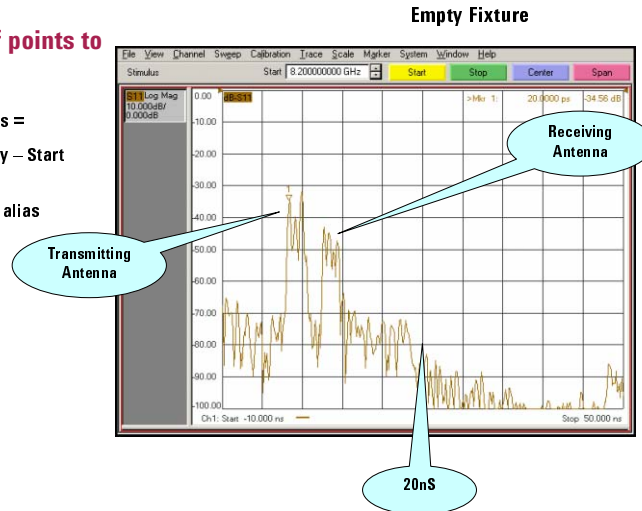 Empty Fixture
f points to
s =
y – Start
alias
File View Channel Sweep Calibration Trace Scale Marker System Window Help
Stimulus Start 8.200000000 GHz Start Stop Center Span
S11 Log Mag
10.000dB/
0.000dB
0.00 dB-S11 >Mkr 1: 20.0000 ps -34.56 dB
-10.00
-20.00
-30.00
-40.00
-50.00
-60.00
-70.00
-80.00
-90.00
-100.00
1
Receiving
Antenna
Transmitting
Antenna
Ch1: Start -10.000 ns Stop 50.000 ns
20nS